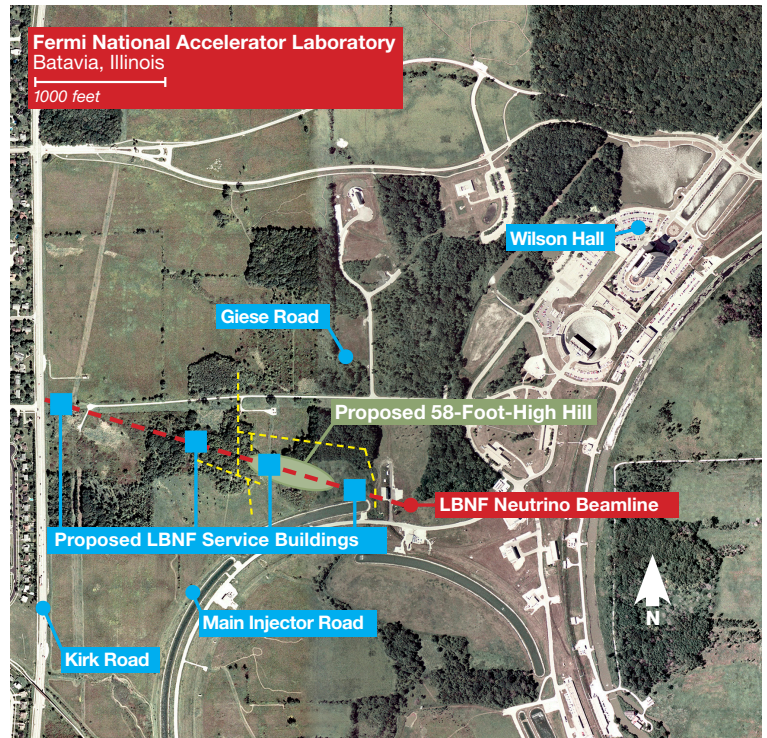 Fermi National Accelerator Laboratory
Batavia, Illinois
1000 feet
Wilson Hall
Giese Road
Proposed 58-Foot-High Hill
LBNF Neutrino Beamline
Proposed LBNF Service Buildings
Main Injector Road
N
Kirk Road